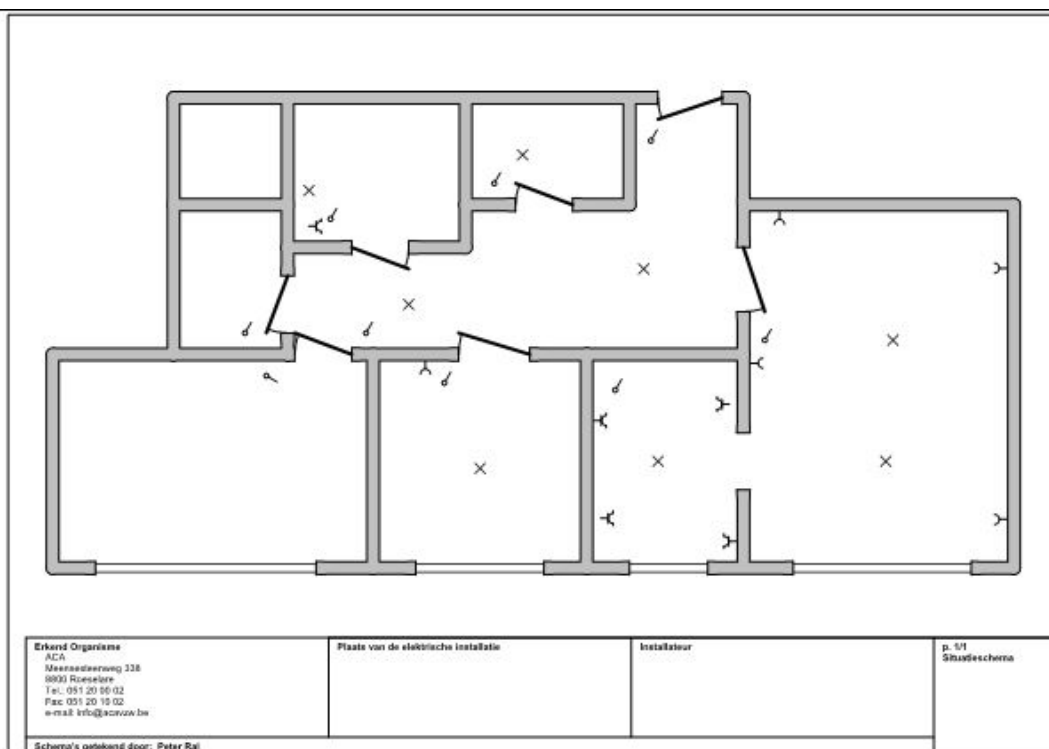 Erkend Organisme
ACA
Meensesteenweg 338
8800 Roeselare
Tel.: 051 20 00 02
Fax: 051 20 10 02
e-mail: info@acavzw.be
Plaats van de elektrische installatie
Installateur
p. 1/1
Situatieschema
Schema's getekend door: Peter Ral